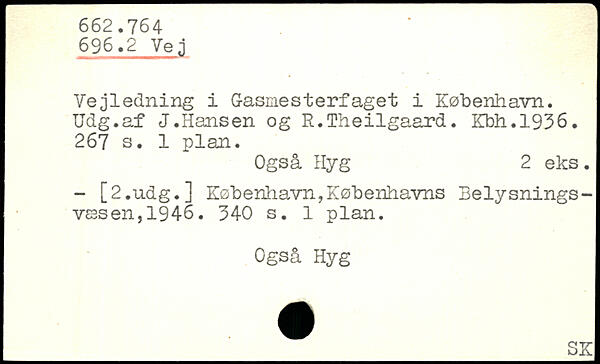 662.764
696.2 Vej
Vejledning i Gasmesterfaget i København.
Udg.af J.Hansen og R.Theilgaard. Kbh.1936.
267 s. 1 plan.
Også Hyg 2 eks.
- [2.udg.] København,Københavns Belysnings-
væsen,1946. 340 s. 1 plan.
Også Hyg
SK